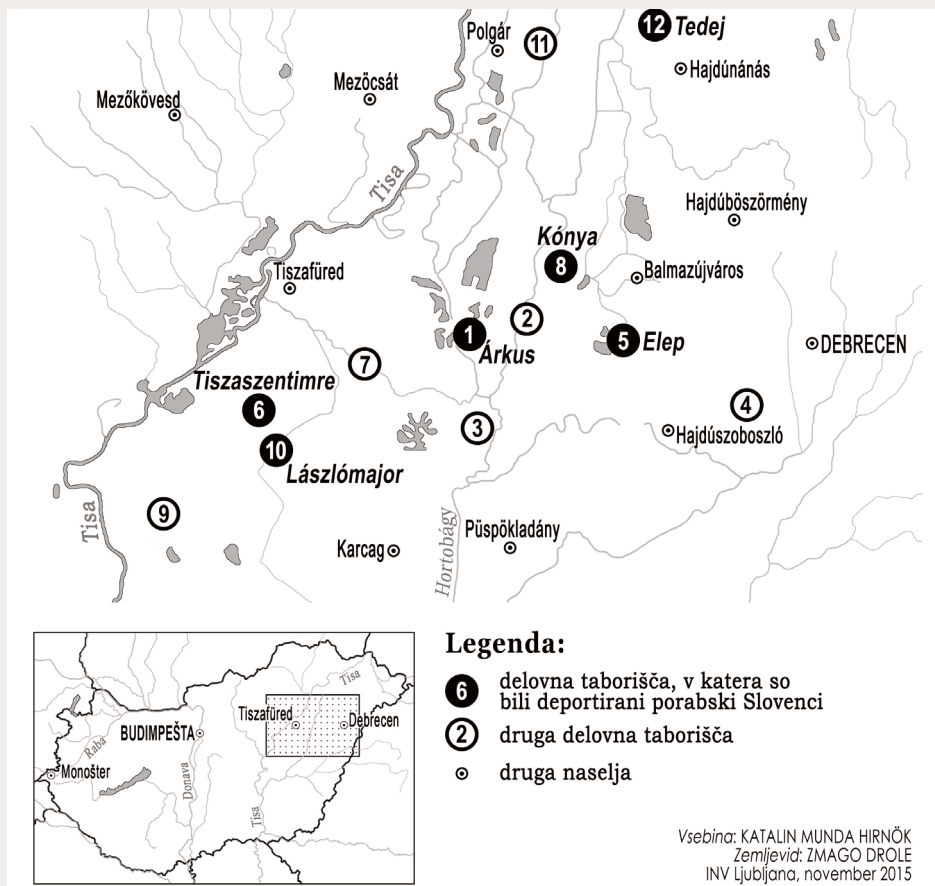 12 Tedej
Polgár
11
Hajdúnánás
Mezöcsát
Mezőkövesd
Tisa
Hajdúböszörmény
Kónya
8
Balmazújváros
Tiszafüred
2
1
Árkus
5 Elep
DEBRECEN
7
Tiszaszentimre
6
4
3
Hajdúszoboszló
10
Lászlómajor
9
Tisa
Hortobágy
Püspökladány
Karcag
Legenda:
6 delovna taborišča, v katera so
bili deportirani porabski Slovenci
2 druga delovna taborišča
druga naselja
Tisa
Tiszafüred
Debrecen
BUDIMPEŠTA
Raba
Monošter
Donava
Tisa
Vsebina: KATALIN MUNDA HIRNÖK
Zemljevid: ZMAGO DROLE
INV Ljubljana, november 2015